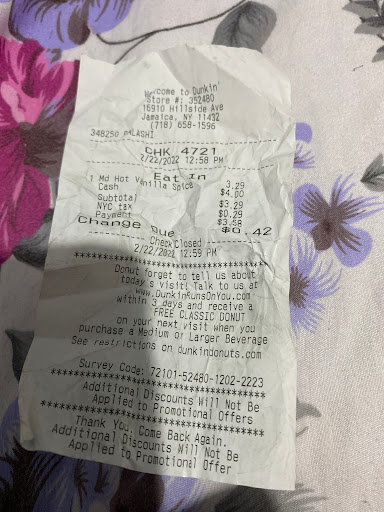 Welcome to Dunkin'
Store #: 352480
16910 Hillside Ave
Jamaica, NY 11432
(718) 658-1596
348250 PALASHI
CHK 4721
2/22/2022 12:58 PM
Eat In
1 Md Hot Vanilla Spice 3.29
Cash $4.00
Subtotal $3.29
NYC tax $0.29
Payment $3.58
Change Due $0.42
Check Closed
2/22/2022 12:59 PM
Donut forget to tell us about
today's visit! Talk to us at
www.DunkinRunsOnYou.com
within 3 days and receive a
FREE CLASSIC DONUT
on your next visit when you
purchase a Medium or Larger Beverage
See restrictions on dunkindonuts.com
Survey Code: 72101-52480-1202-2223
**********************************
Additional Discounts Will Not Be
Applied to Promotional Offers
**********************************
Thank You. Come Back Again.
Additional Discounts Will Not Be
Applied to Promotional Offer